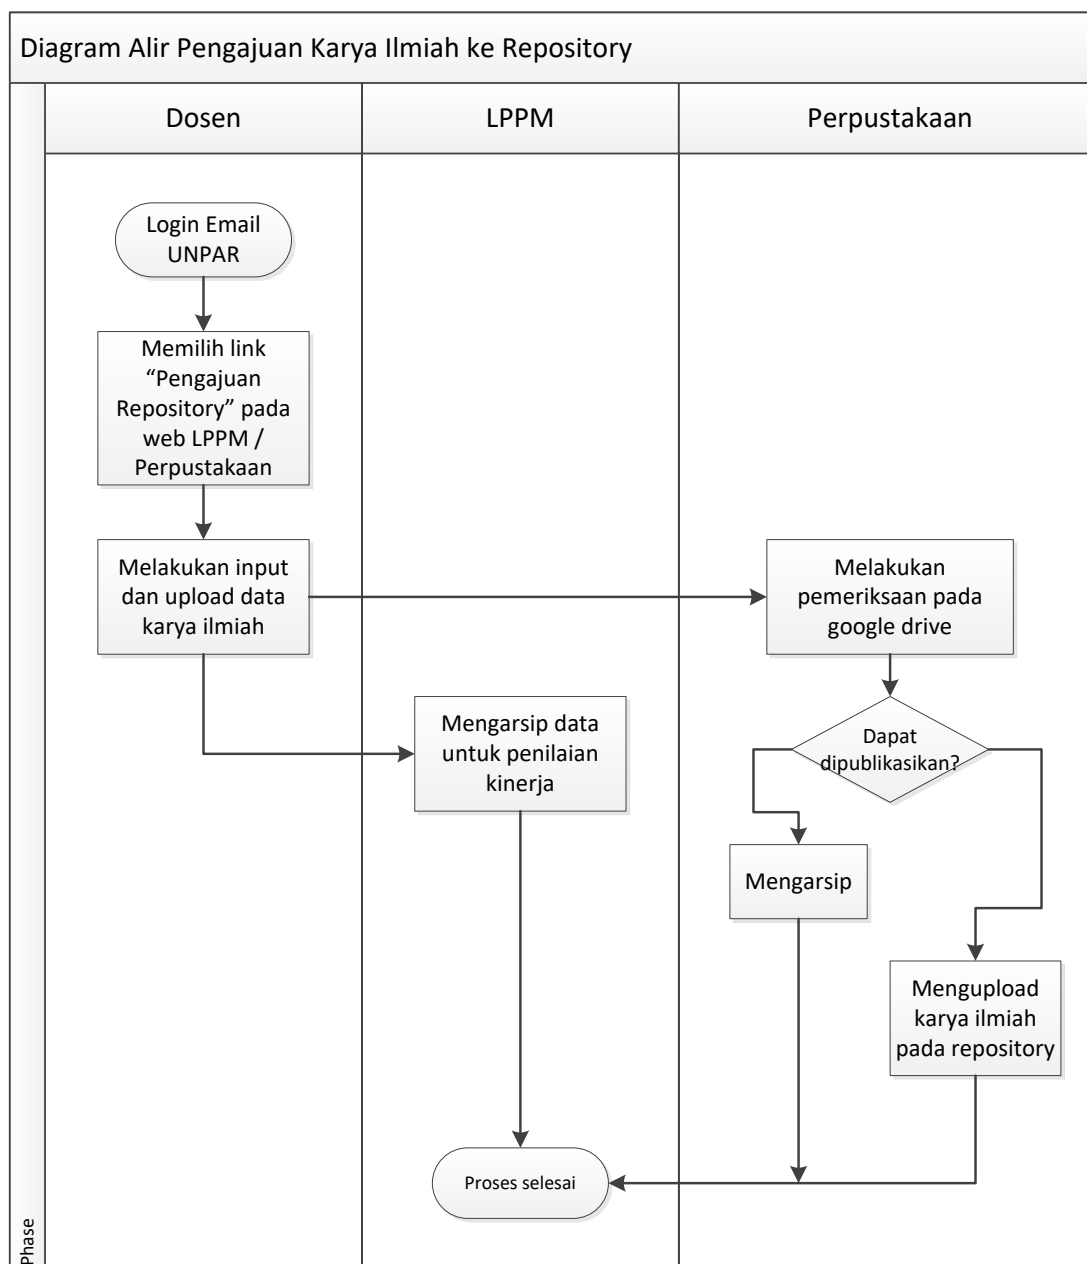 Diagram Alir Pengajuan Karya Ilmiah ke Repository
Dosen
LPPM
Perpustakaan
Login Email
UNPAR
Memilih link
“Pengajuan
Repository” pada
web LPPM /
Perpustakaan
Melakukan input
dan upload data
karya ilmiah
Melakukan
pemeriksaan pada
google drive
Mengarsip data
untuk penilaian
kinerja
Dapat
dipublikasikan?
Mengarsip
Mengupload
karya ilmiah
pada repository
Proses selesai
Phase